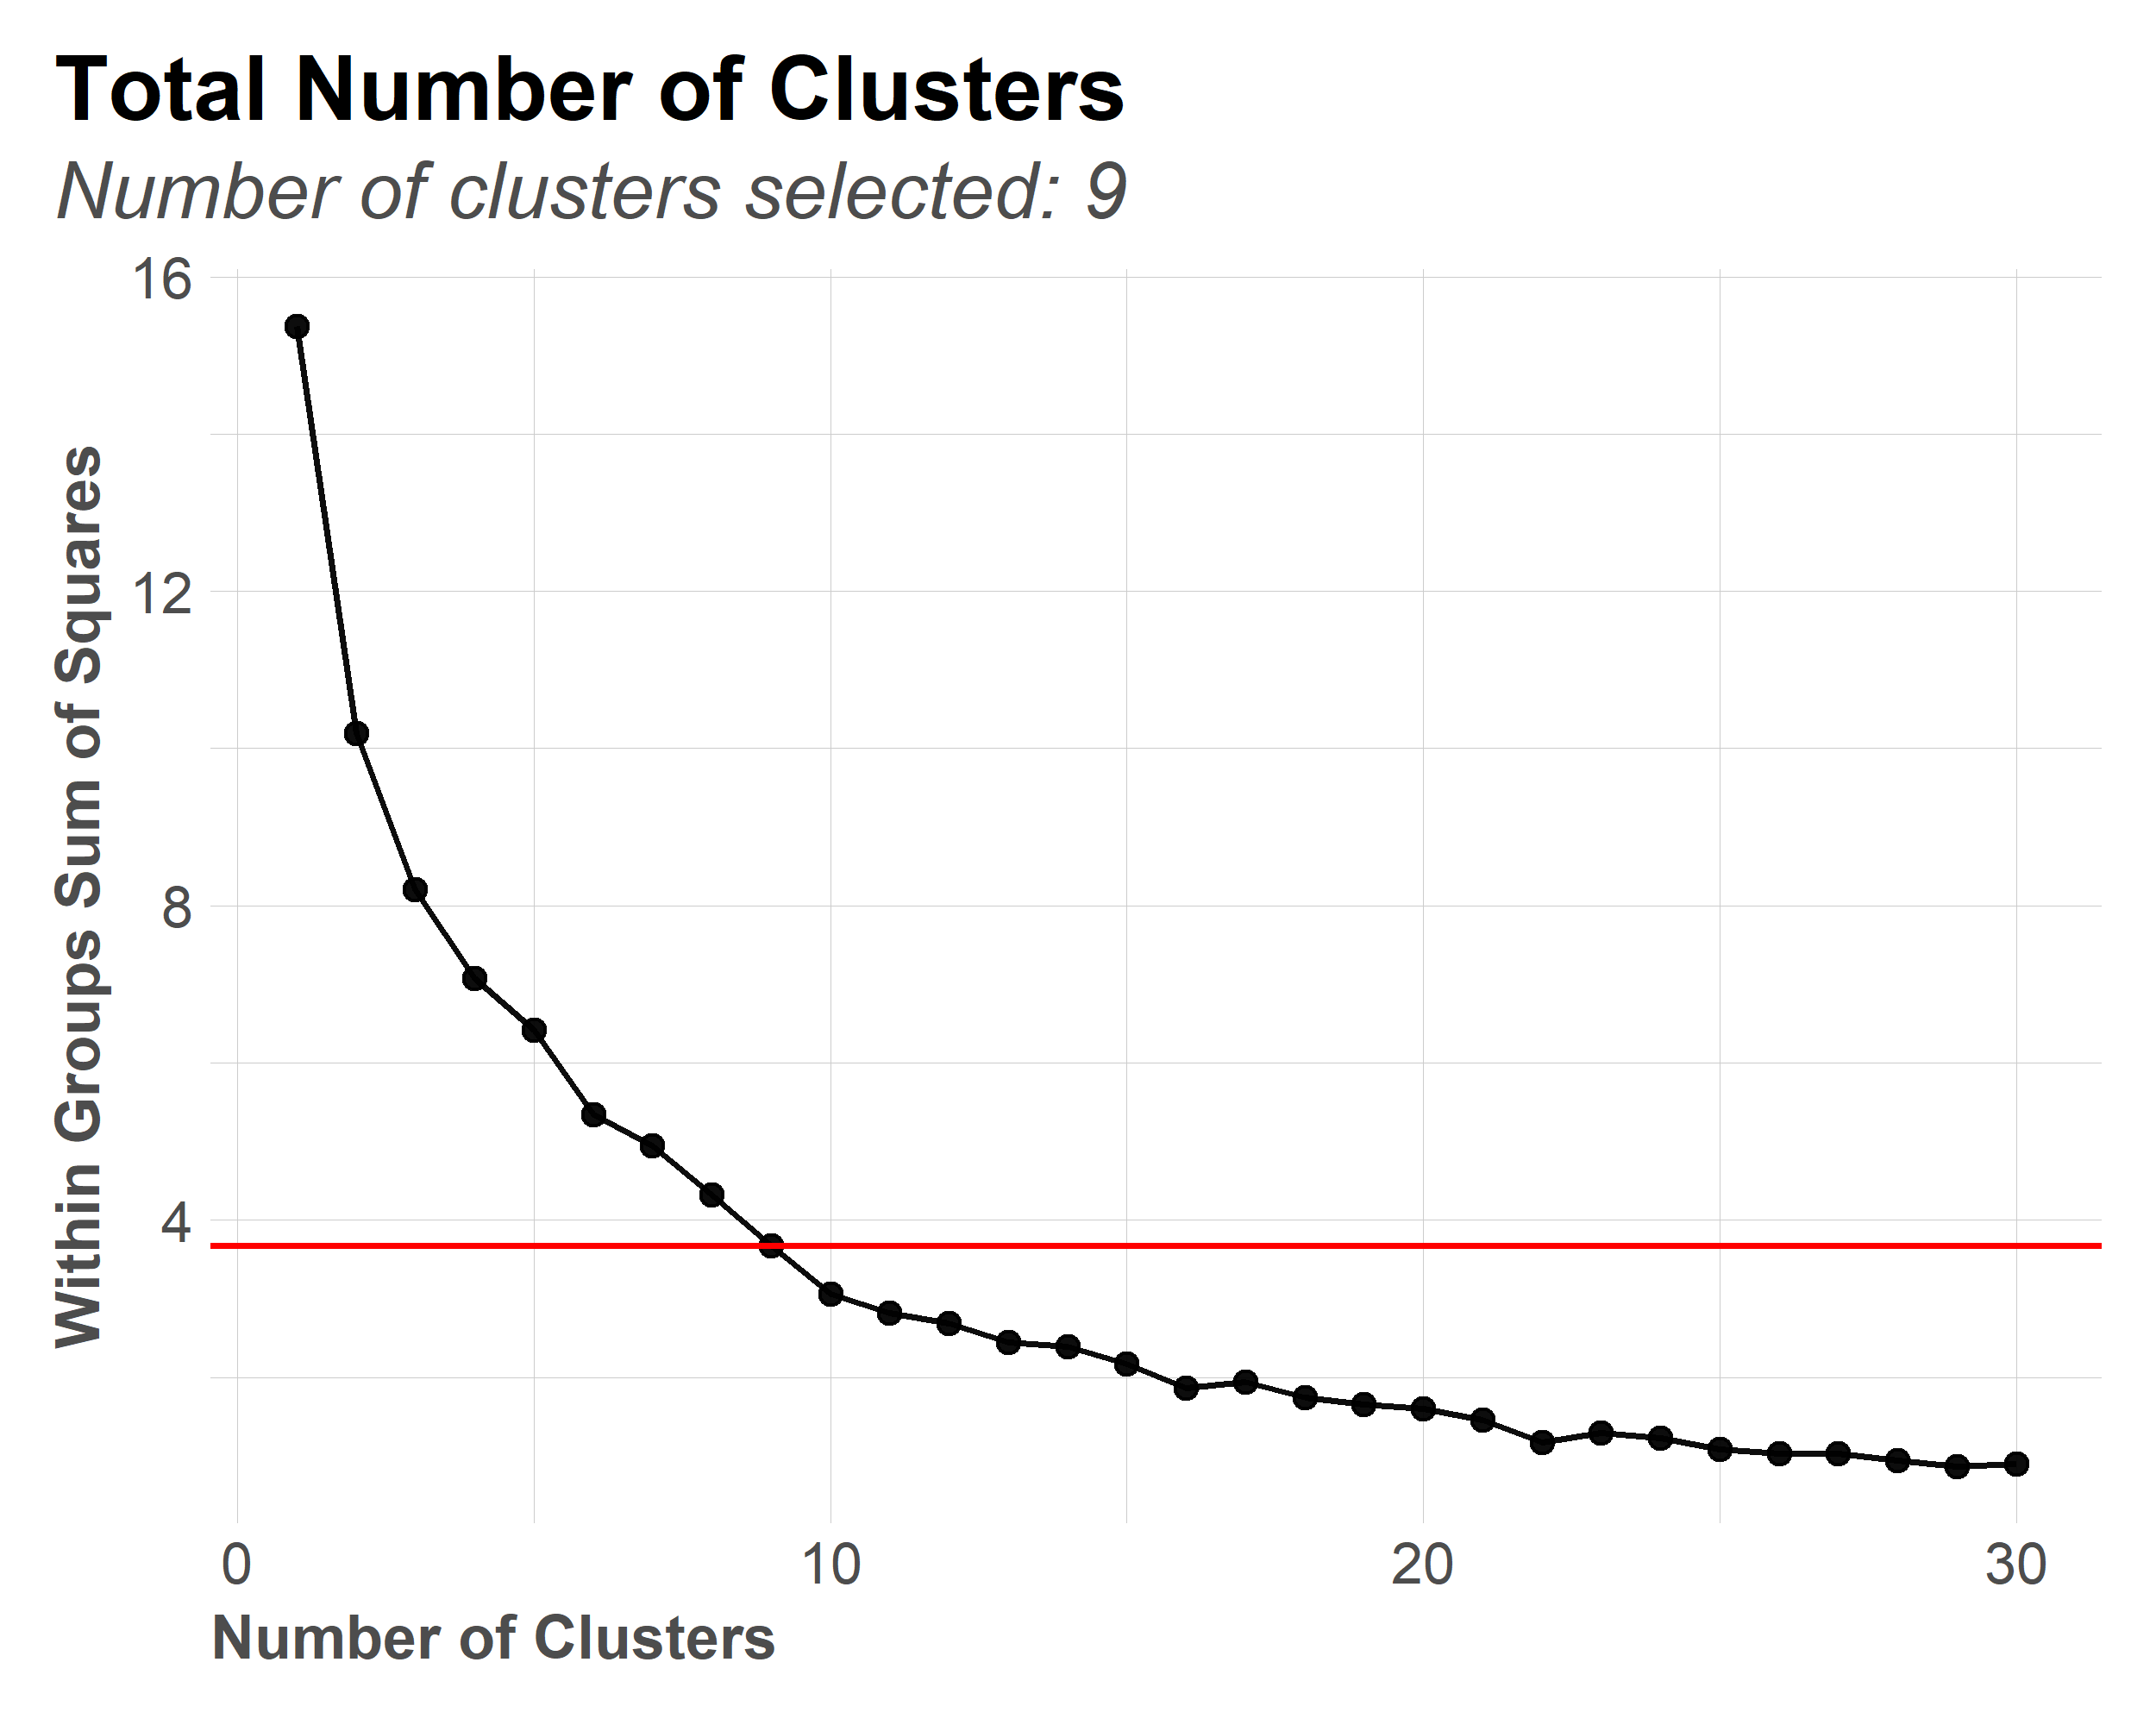 Total Number of Clusters
Number of clusters selected: 9
Within Groups Sum of Squares
16
12
8
4
0 10 20 30
Number of Clusters